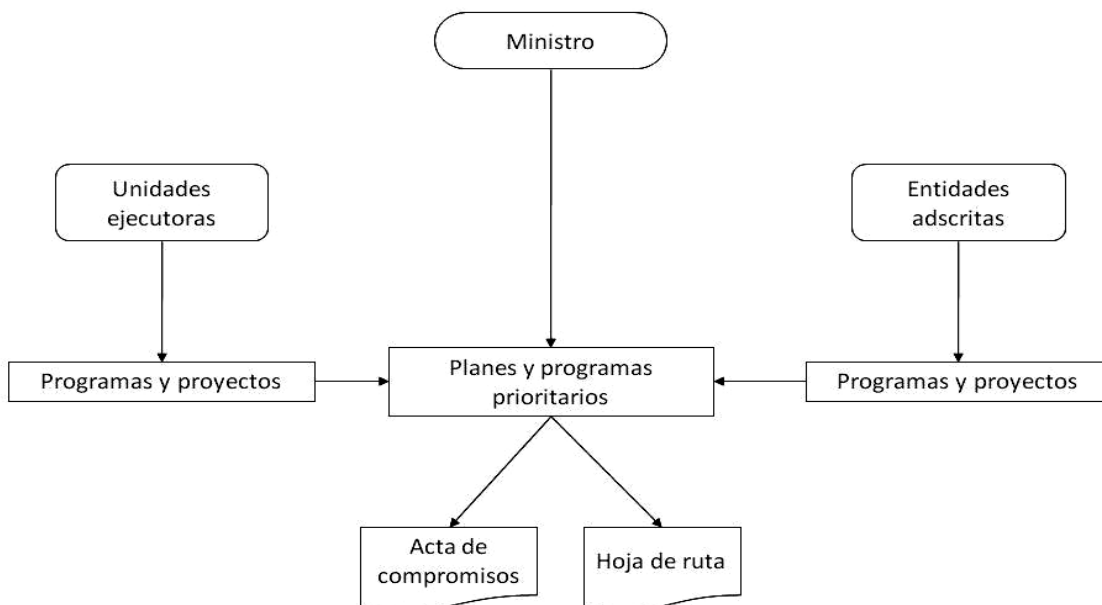 Ministro
Unidades
ejecutoras
Entidades
adscritas
Programas y proyectos
Planes y programas
prioritarios
Programas y proyectos
Acta de
compromisos
Hoja de ruta